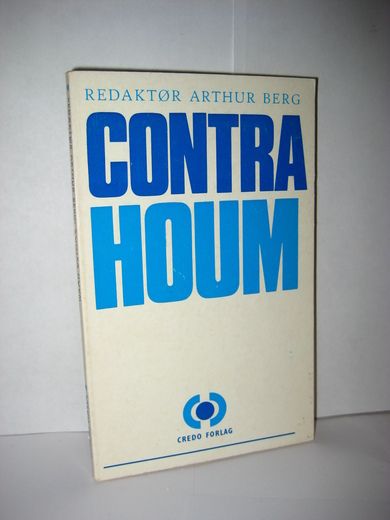 REDAKTØR ARTHUR BERG
CONTRA
HOUM
CREDO FORLAG